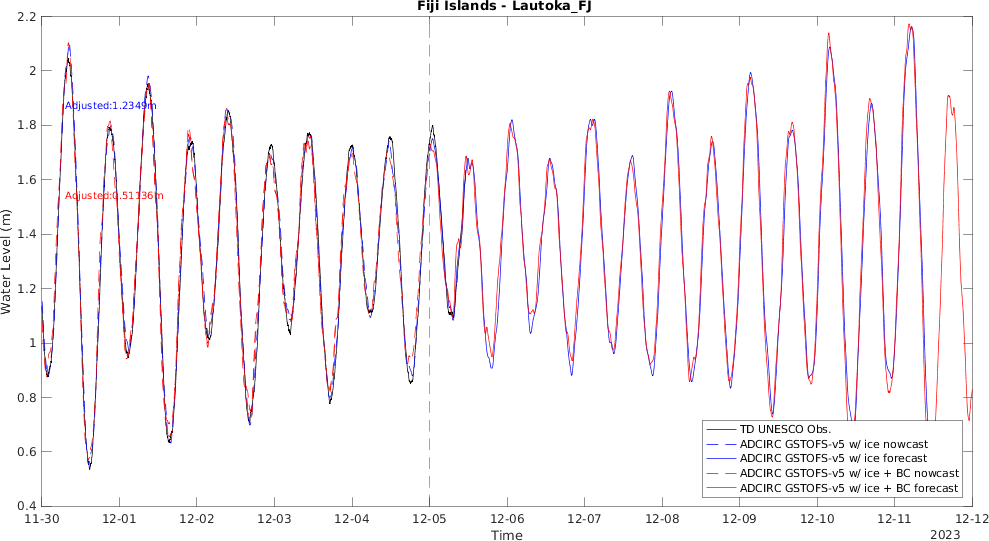 Fiji Islands - Lautoka_FJ
2.2
2
1.8
1.6
1.4
1.2
1
0.8
0.6
0.4
Water Level (m)
Adjusted:1.2349m
Adjusted:0.51136m
TD UNESCO Obs.
ADCIRC GSTOFS-v5 w/ ice nowcast
ADCIRC GSTOFS-v5 w/ ice forecast
ADCIRC GSTOFS-v5 w/ ice + BC nowcast
ADCIRC GSTOFS-v5 w/ ice + BC forecast
11-30 12-01 12-02 12-03 12-04 12-05 12-06 12-07 12-08 12-09 12-10 12-11 12-12
Time
2023